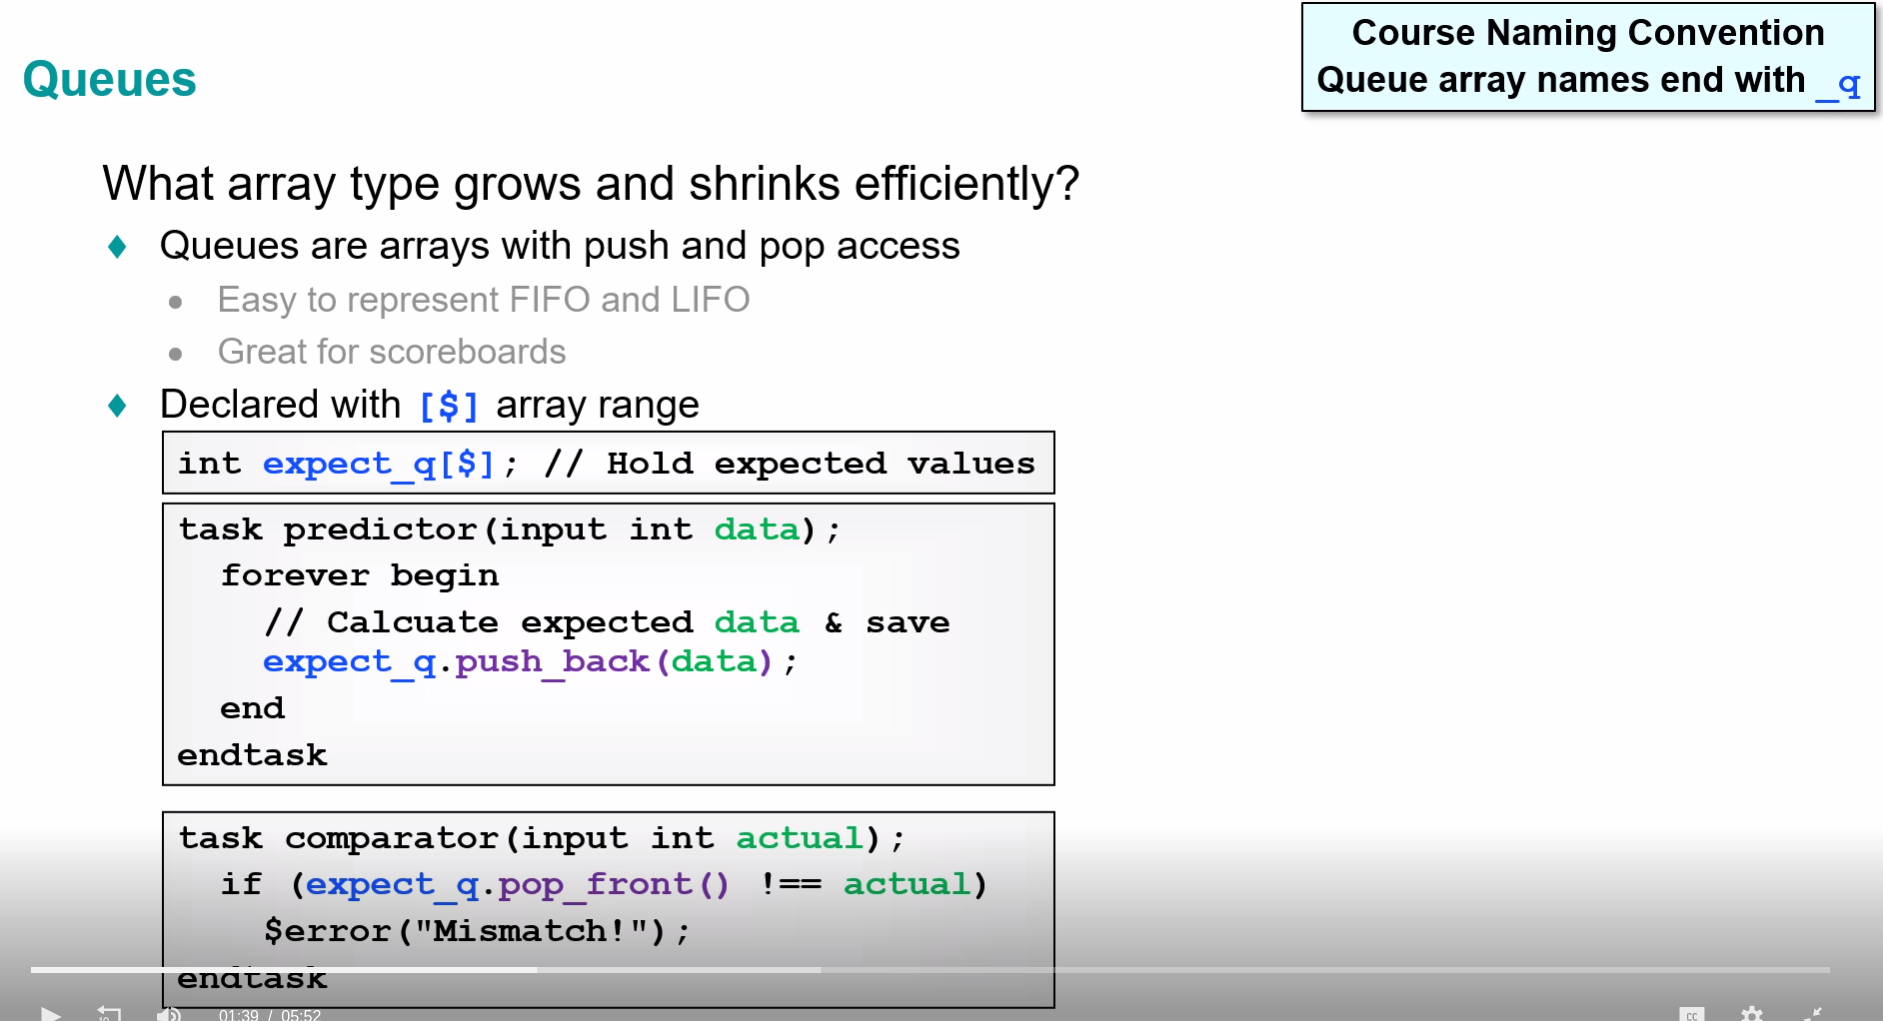 Course Naming Convention
Queue array names end with _q
Queues
What array type grows and shrinks efficiently?
♦ Queues are arrays with push and pop access
● Easy to represent FIFO and LIFO
● Great for scoreboards
♦ Declared with [$] array range
int expect_q[$]; // Hold expected values
task predictor(input int data);
forever begin
// Calcuate expected data & save
expect_q.push_back(data);
end
endtask
task comparator(input int actual);
if (expect_q.pop_front() !== actual)
$error("Mismatch!");
endtask
10
01:39 / 05:52
CC